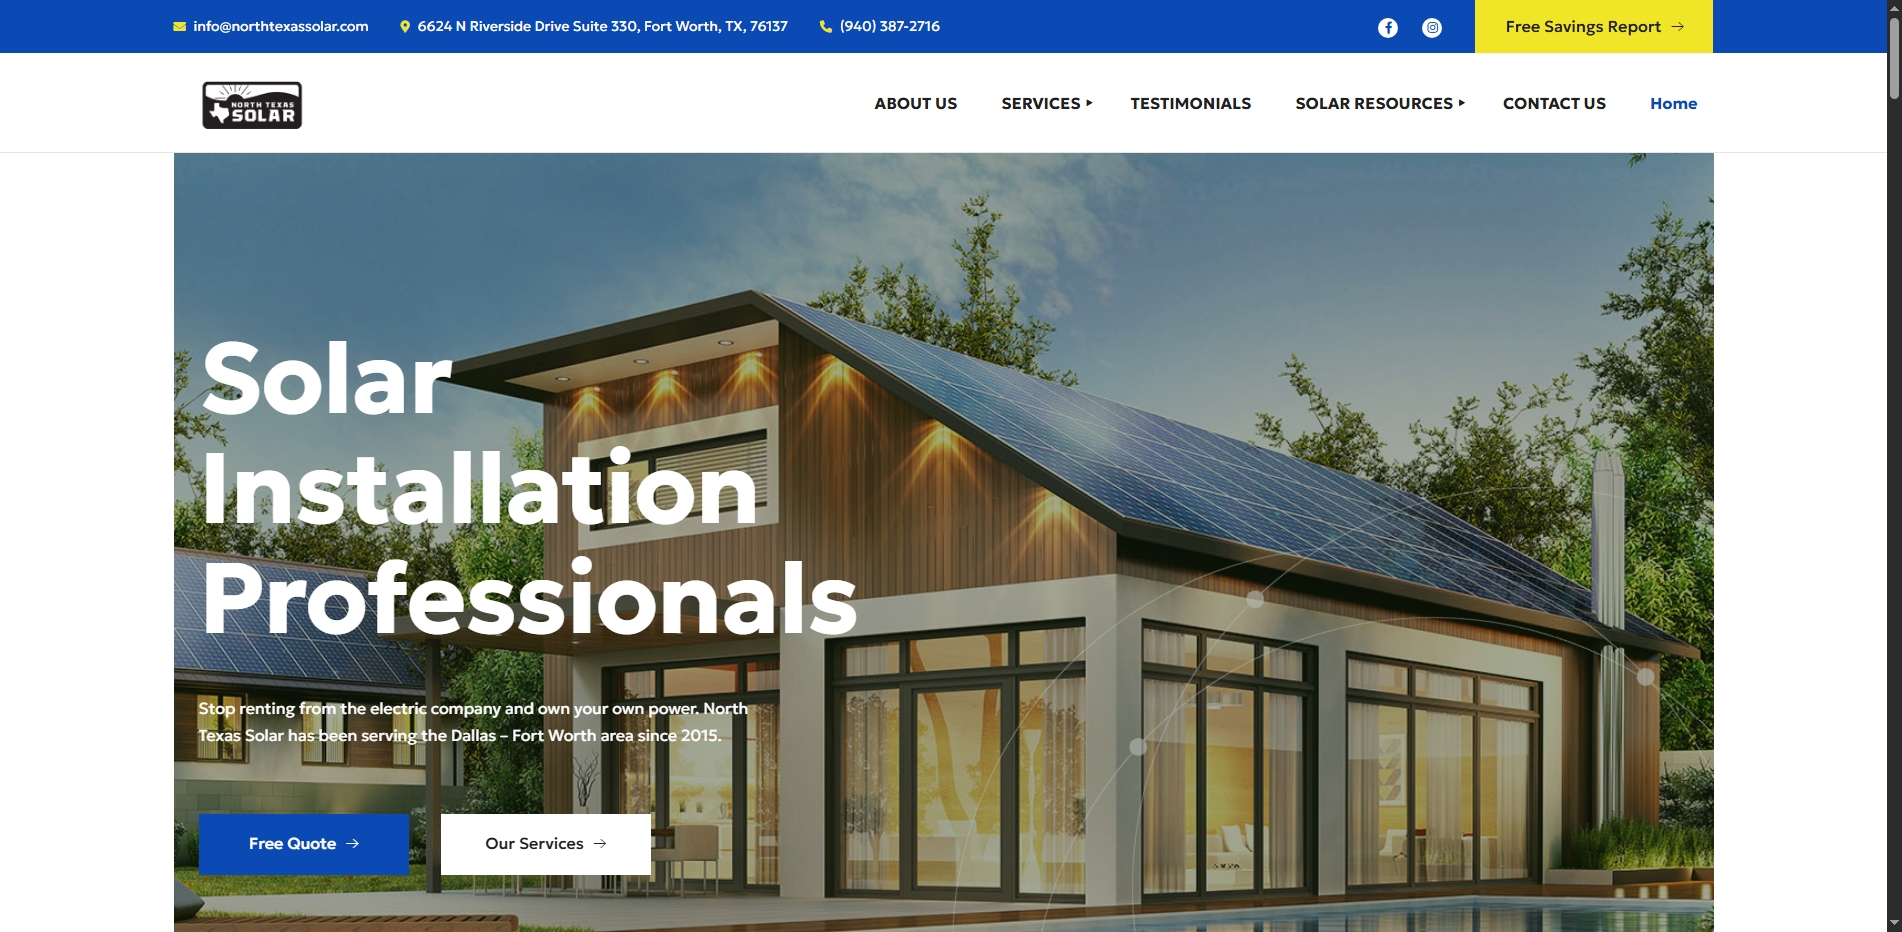 info@northtexassolar.com
6624 N Riverside Drive Suite 330, Fort Worth, TX, 76137
(940) 387-2716
Free Savings Report
NORTH TEXAS
SOLAR
ABOUT US
SERVICES
TESTIMONIALS
SOLAR RESOURCES
CONTACT US
Home
Solar
Installation
Professionals
Stop renting from the electric company and own your own power. North
Texas Solar has been serving the Dallas – Fort Worth area since 2015.
Free Quote
Our Services